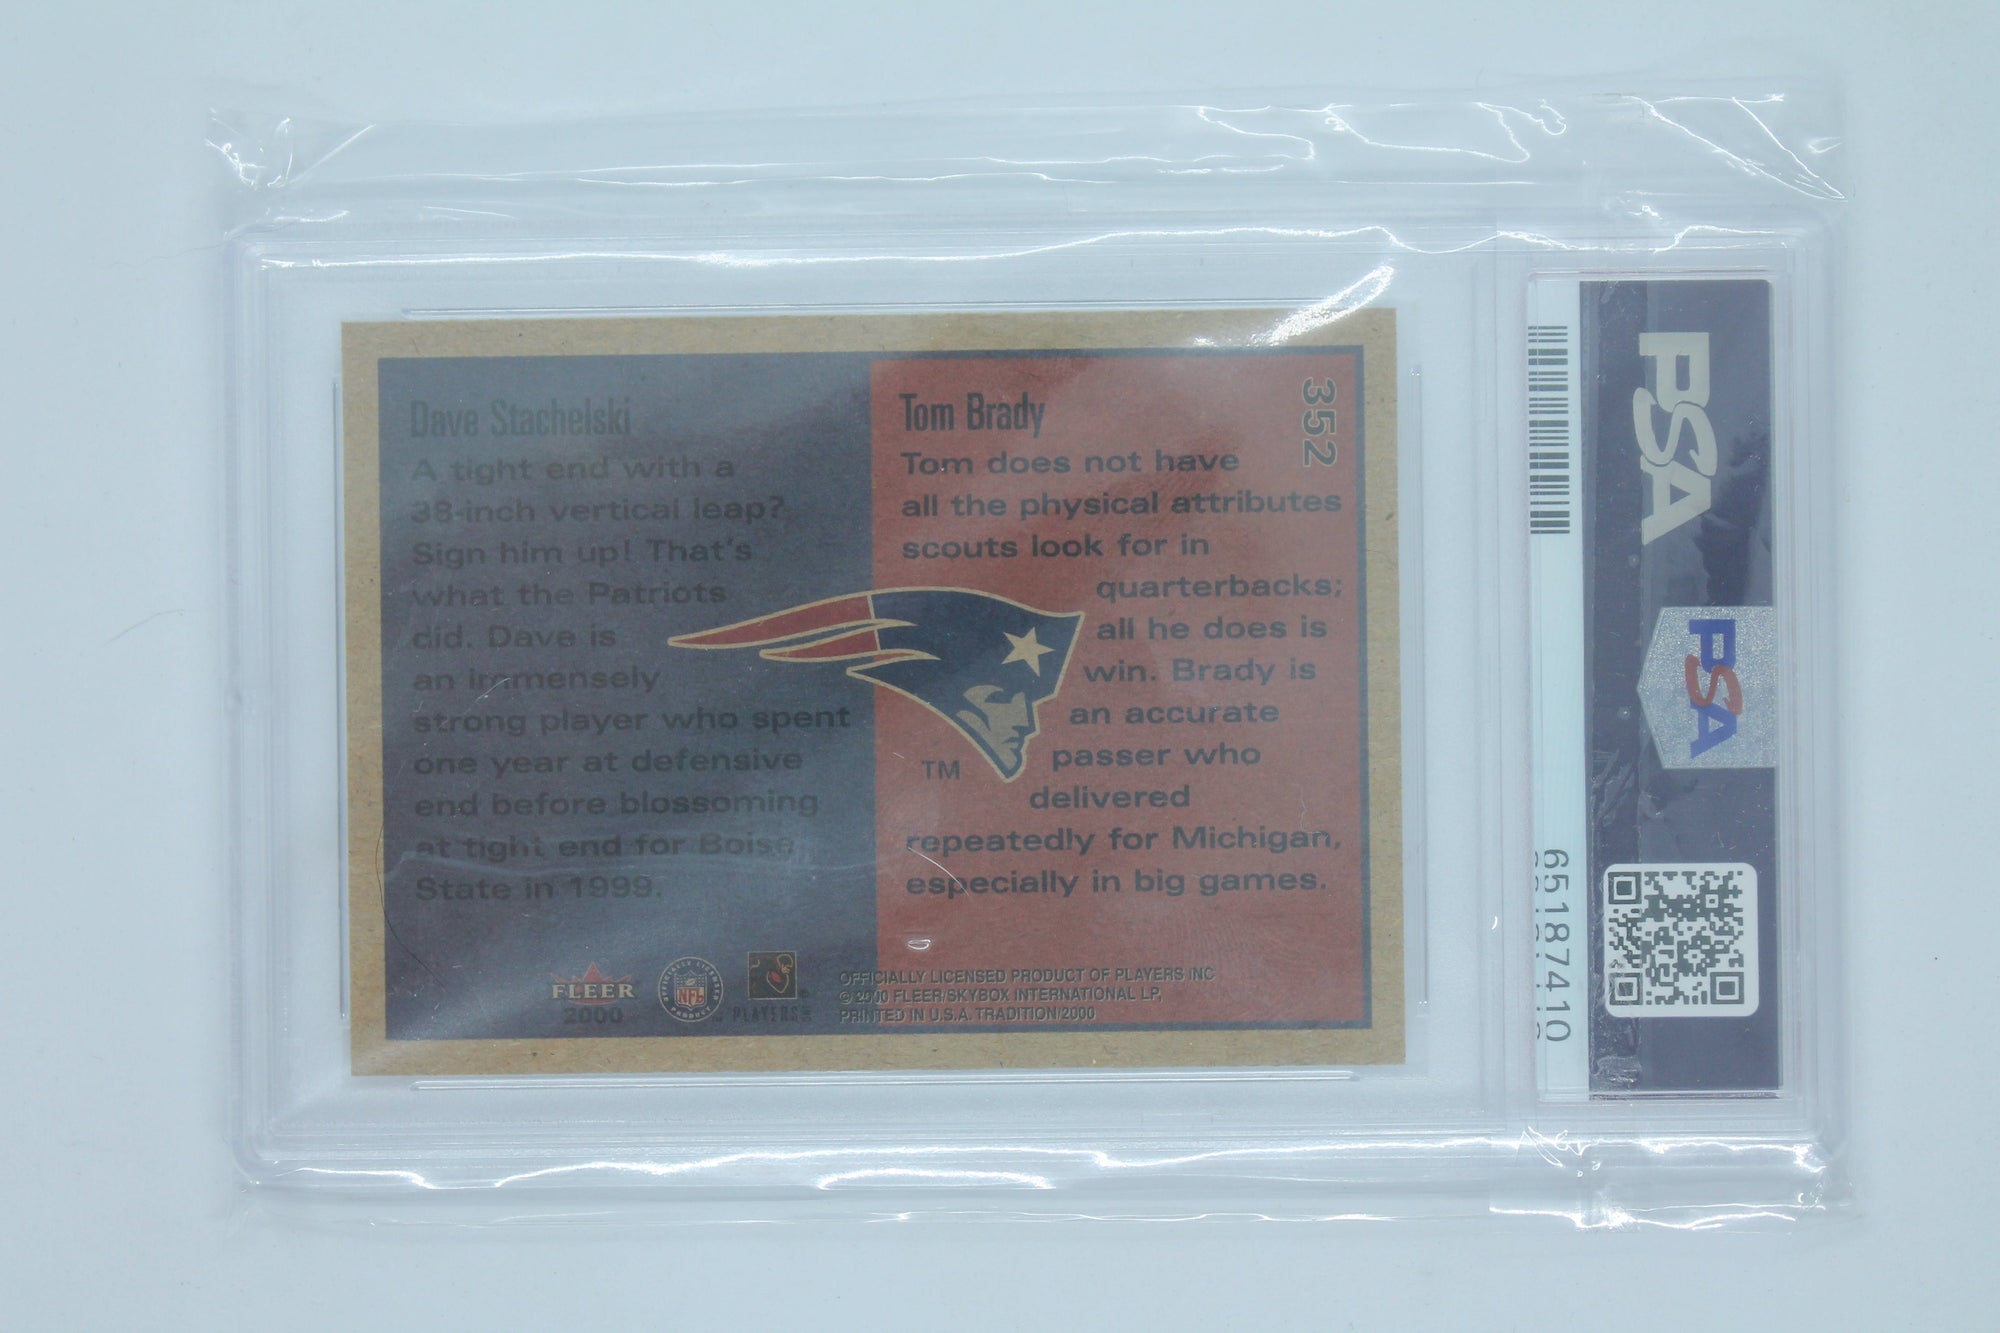 Dave Stachelski
A tight end with a
38-inch vertical leap?
Sign him up! That's
what the Patriots
did. Dave is
an immensely
strong player who spent
one year at defensive
end before blossoming
at tight end for Boise
State in 1999.
Tom Brady
352
Tom does not have
all the physical attributes
scouts look for in
quarterbacks;
all he does is
win. Brady is
an accurate
passer who
delivered
repeatedly for Michigan,
especially in big games.
TM
FLEER
2000
NFL
PLAYERS INC
OFFICIALLY LICENSED PRODUCT OF PLAYERS INC
© 2000 FLEER/SKYBOX INTERNATIONAL LP,
PRINTED IN U.S.A. TRADITION/2000
PSA
PSA
65187410